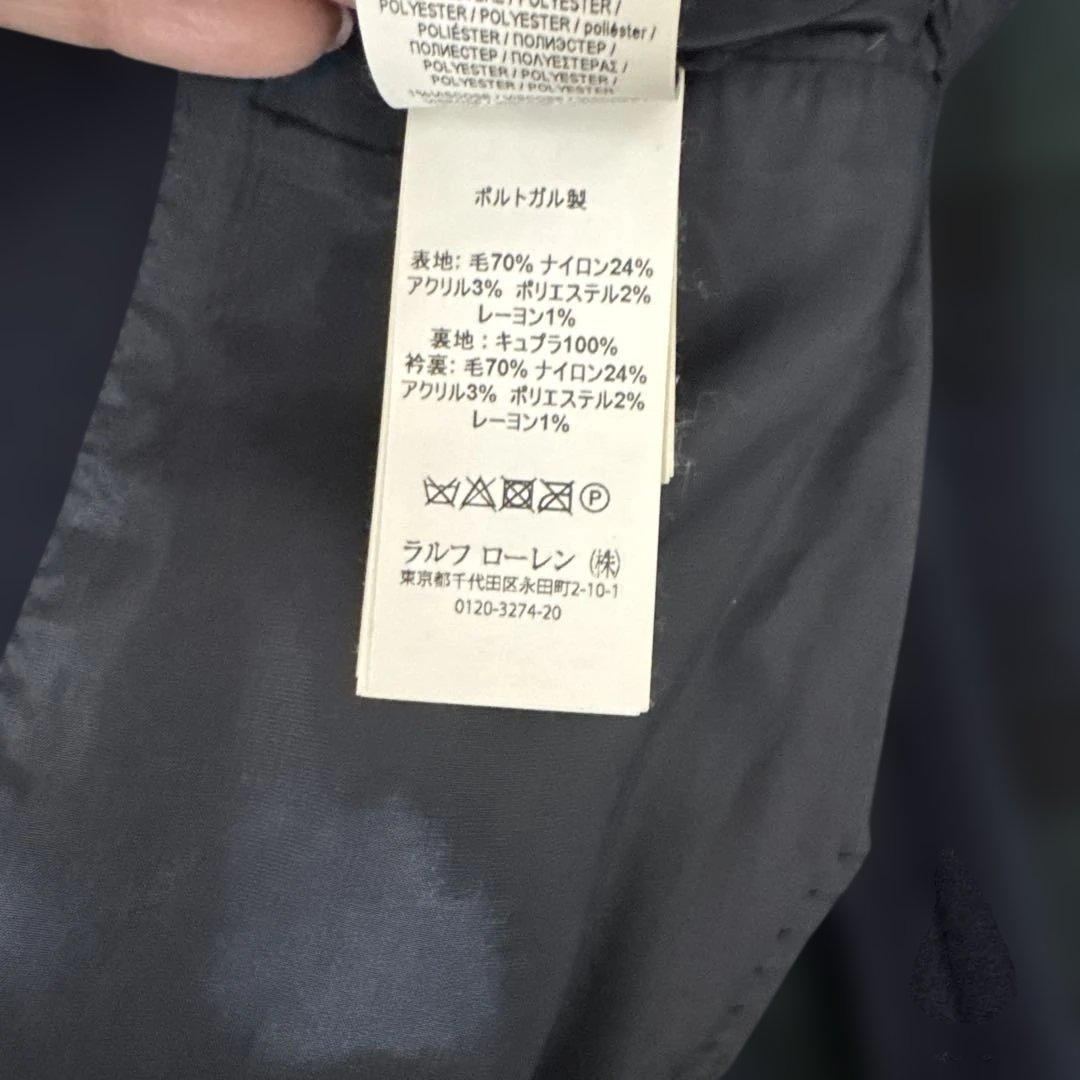 POLYESTER /
POLYESTER / POLYESTER / poliéster /
POLIÉSTER / ПОЛИЭСТЕР /
ПОЛИЕСТЕР / ΠΟΛΥΕΣΤΕΡΑΣ /
POLYESTER / POLYESTER /
POLYESTER / POLYESTER
ポルトガル製
表地: 毛70% ナイロン24%
アクリル3% ポリエステル2%
レーヨン1%
裏地 : キュプラ100%
衿裏: 毛70% ナイロン24%
アクリル3% ポリエステル2%
レーヨン1%
P
ラルフ ローレン (株)
東京都千代田区永田町2-10-1
0120-3274-20